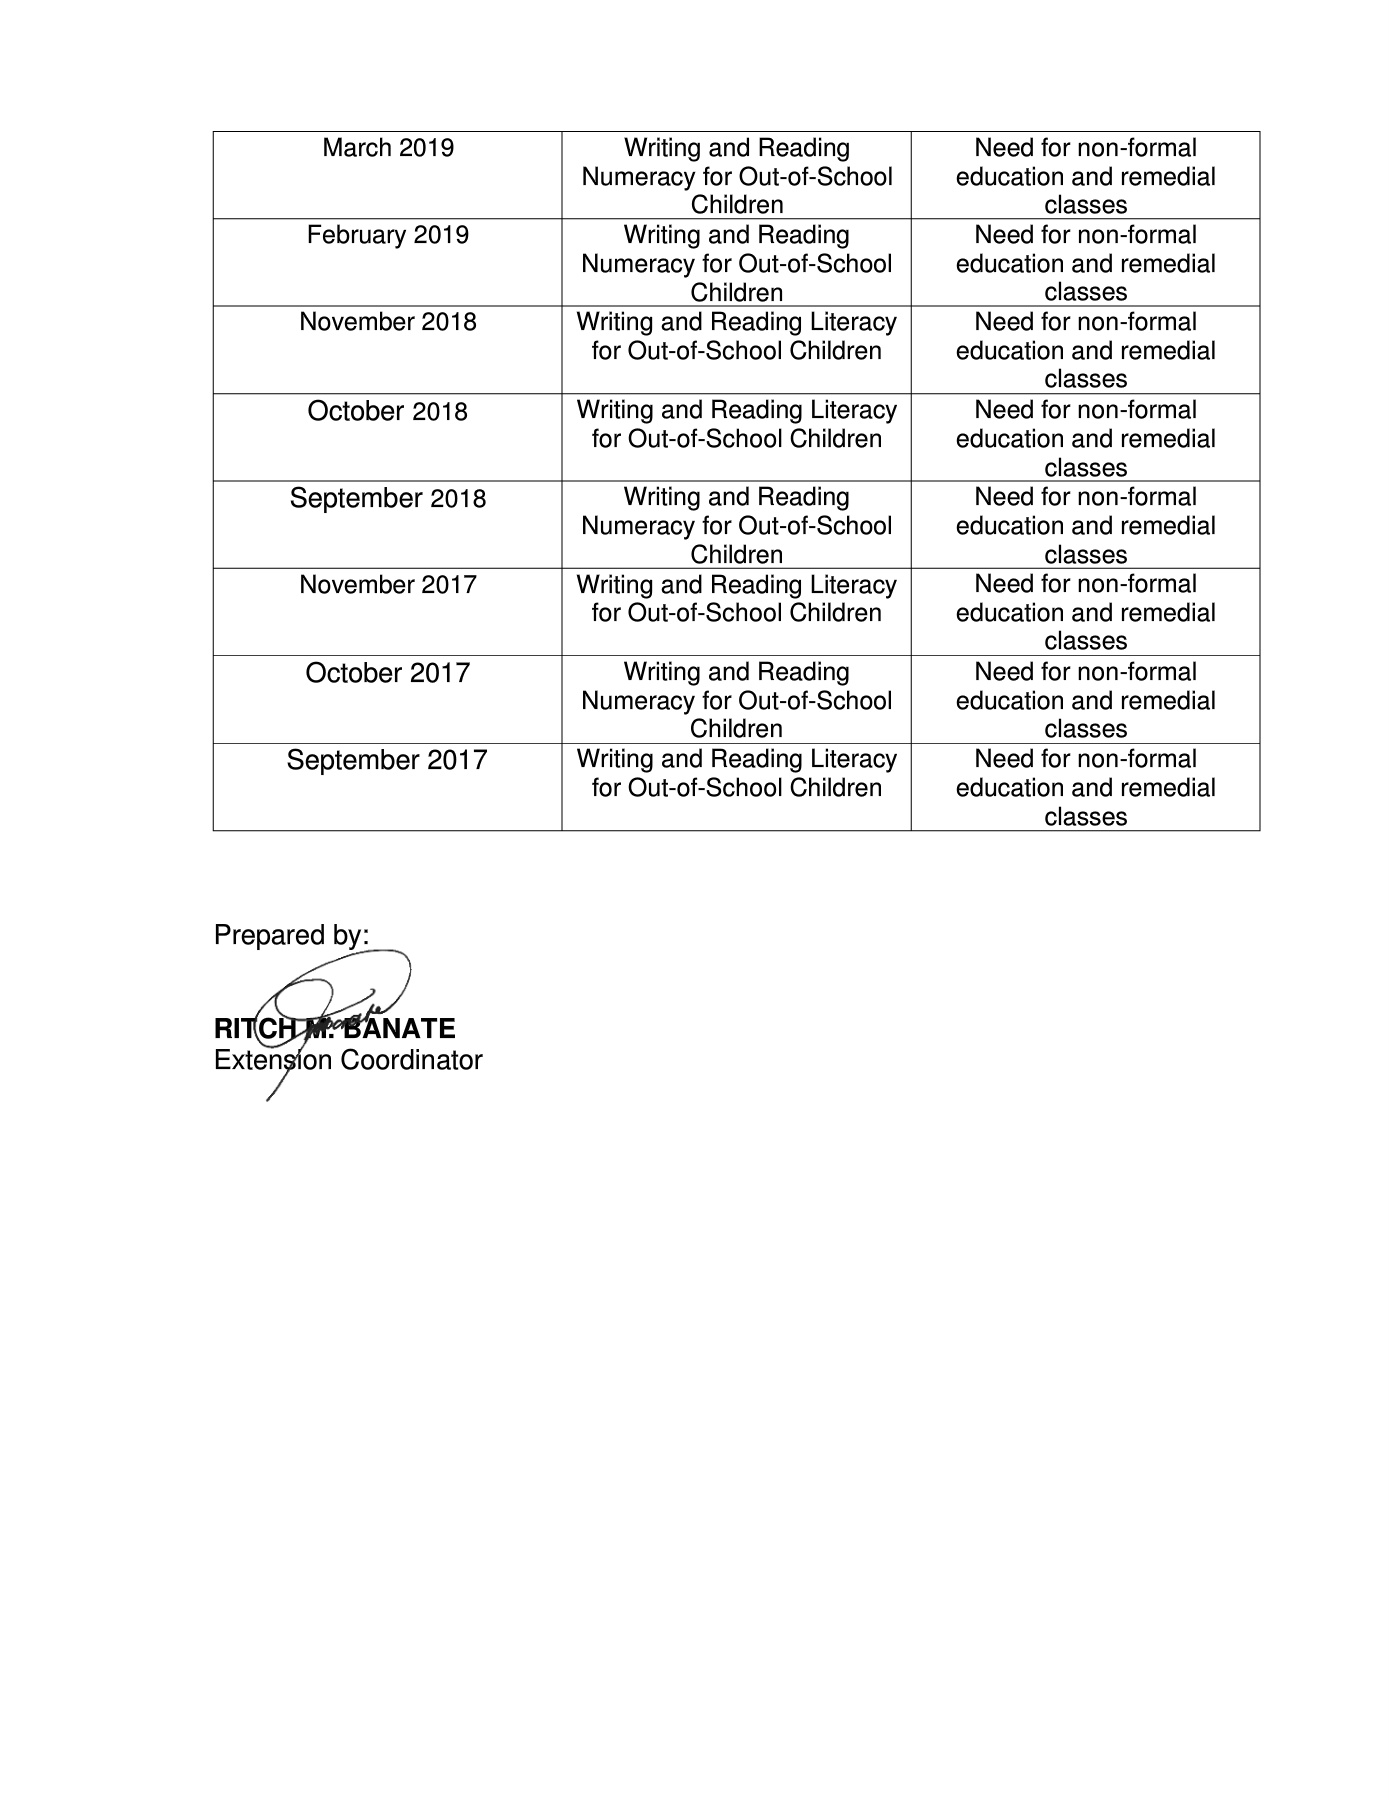 March 2019
Writing and Reading
Numeracy for Out-of-School
Children
Need for non-formal
education and remedial
classes
February 2019
Writing and Reading
Numeracy for Out-of-School
Children
Need for non-formal
education and remedial
classes
November 2018
Writing and Reading Literacy
for Out-of-School Children
Need for non-formal
education and remedial
classes
October 2018
Writing and Reading Literacy
for Out-of-School Children
Need for non-formal
education and remedial
classes
September 2018
Writing and Reading
Numeracy for Out-of-School
Children
Need for non-formal
education and remedial
classes
November 2017
Writing and Reading Literacy
for Out-of-School Children
Need for non-formal
education and remedial
classes
October 2017
Writing and Reading
Numeracy for Out-of-School
Children
Need for non-formal
education and remedial
classes
September 2017
Writing and Reading Literacy
for Out-of-School Children
Need for non-formal
education and remedial
classes
Prepared by:
RITCH M. BANATE
Extension Coordinator